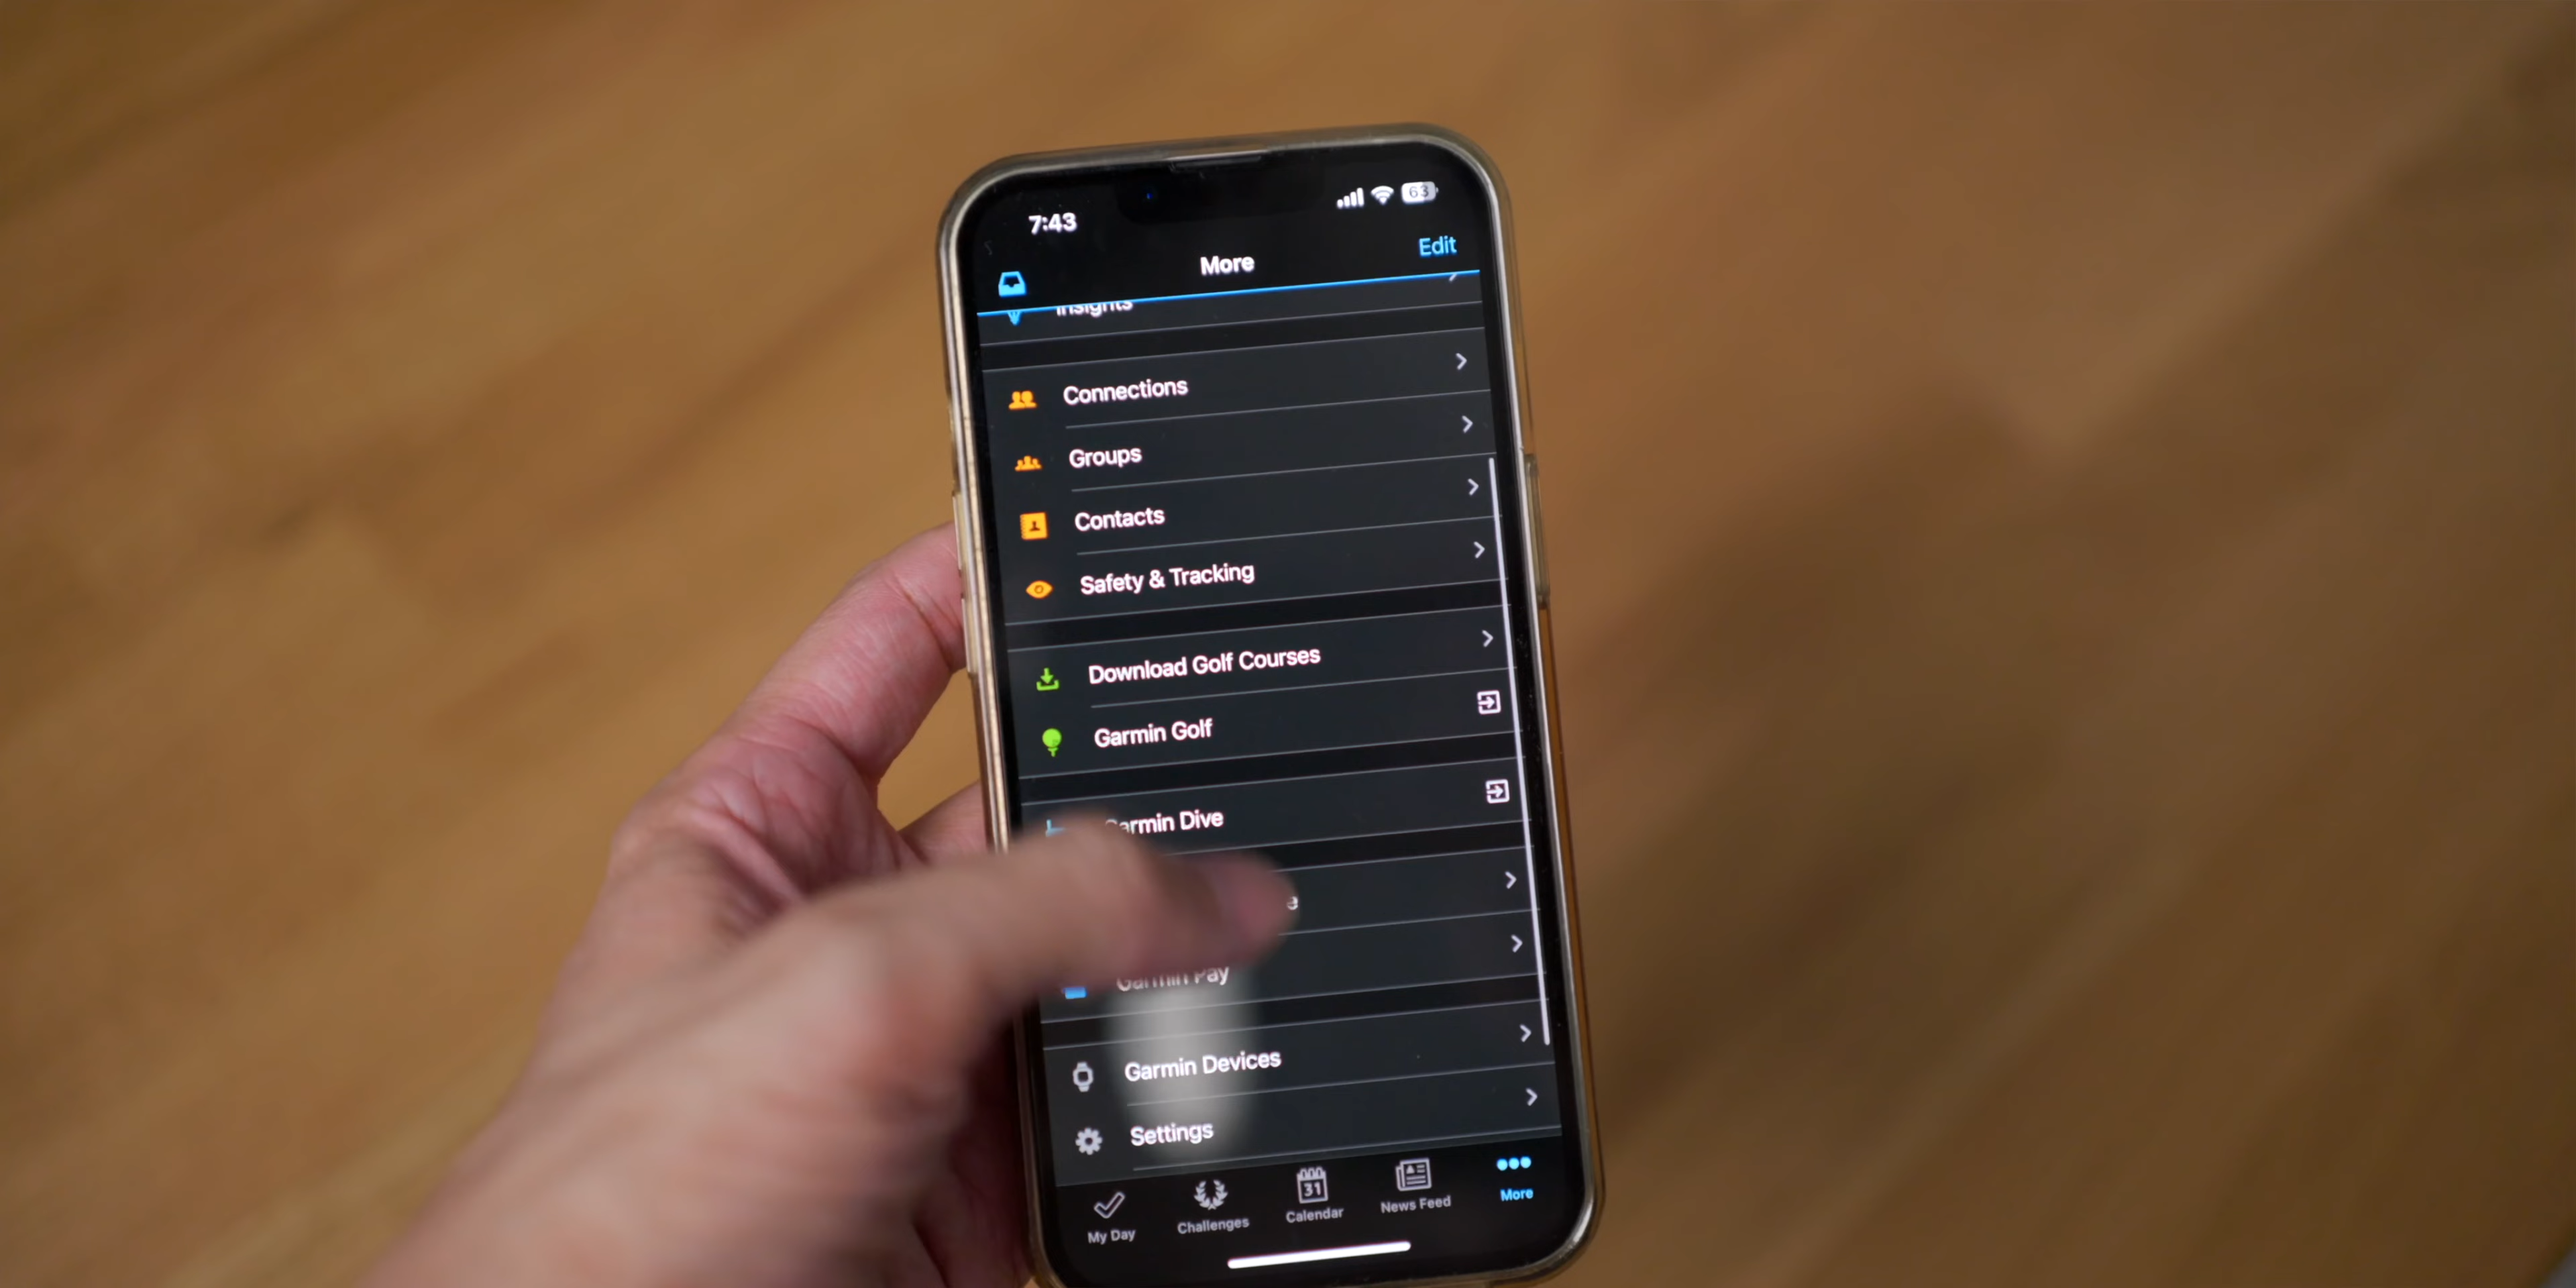 7:43
63
More
Edit
Insights
Connections
Groups
Contacts
Safety & Tracking
Download Golf Courses
Garmin Golf
Garmin Dive
e
Garmin Pay
Garmin Devices
Settings
31
My Day
Challenges
Calendar
News Feed
More